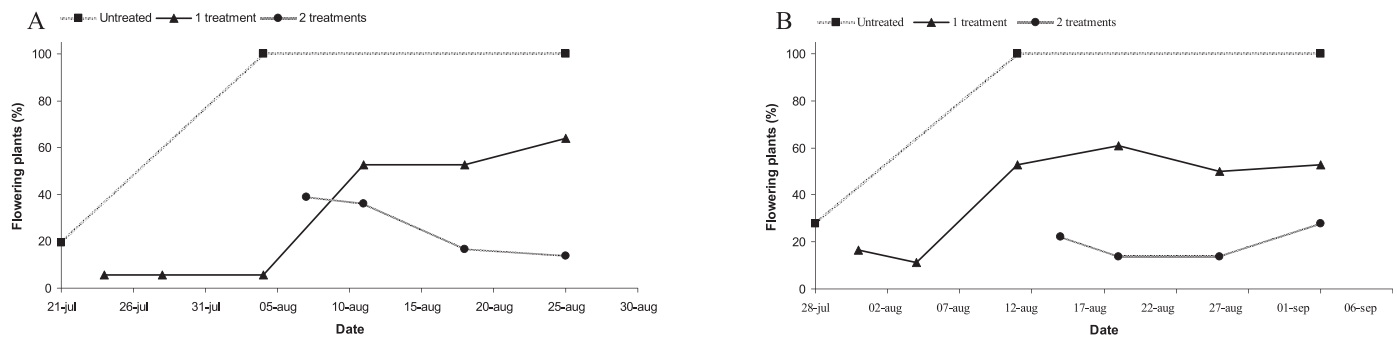 A
Untreated 1 treatment 2 treatments
100
80
60
40
20
0
Flowering plants (%)
21-jul 26-jul 31-jul 05-aug 10-aug 15-aug 20-aug 25-aug 30-aug
Date
B
Untreated 1 treatment 2 treatments
100
80
60
40
20
0
Flowering plants (%)
28-jul 02-aug 07-aug 12-aug 17-aug 22-aug 27-aug 01-sep 06-sep
Date